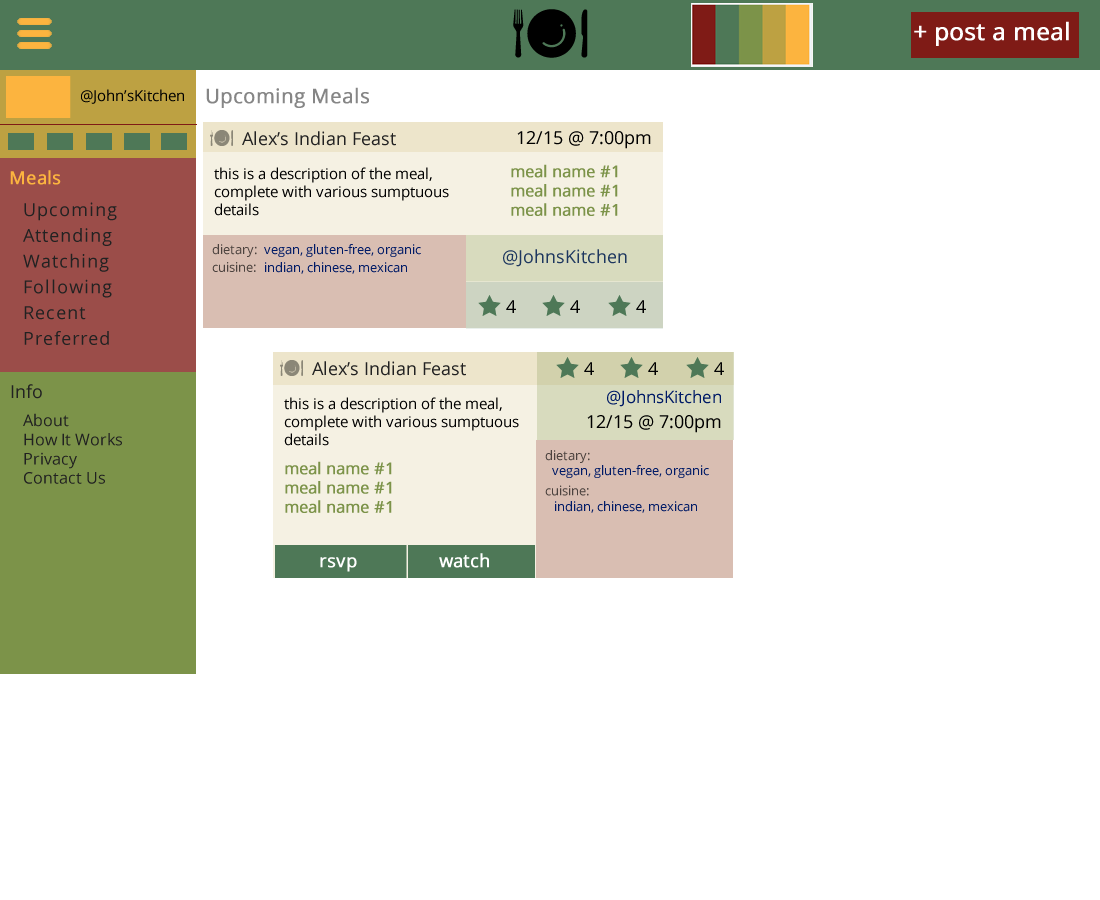 + post a meal
@John’sKitchen
Upcoming Meals
Meals
Upcoming
Attending
Watching
Following
Recent
Preferred
Info
About
How It Works
Privacy
Contact Us
Alex’s Indian Feast
12/15 @ 7:00pm
this is a description of the meal,
complete with various sumptuous
details
meal name #1
meal name #1
meal name #1
dietary: vegan, gluten-free, organic
cuisine: indian, chinese, mexican
@JohnsKitchen
4 4 4
Alex’s Indian Feast
4 4 4
@JohnsKitchen
12/15 @ 7:00pm
this is a description of the meal,
complete with various sumptuous
details
meal name #1
meal name #1
meal name #1
dietary:
vegan, gluten-free, organic
cuisine:
indian, chinese, mexican
rsvp
watch